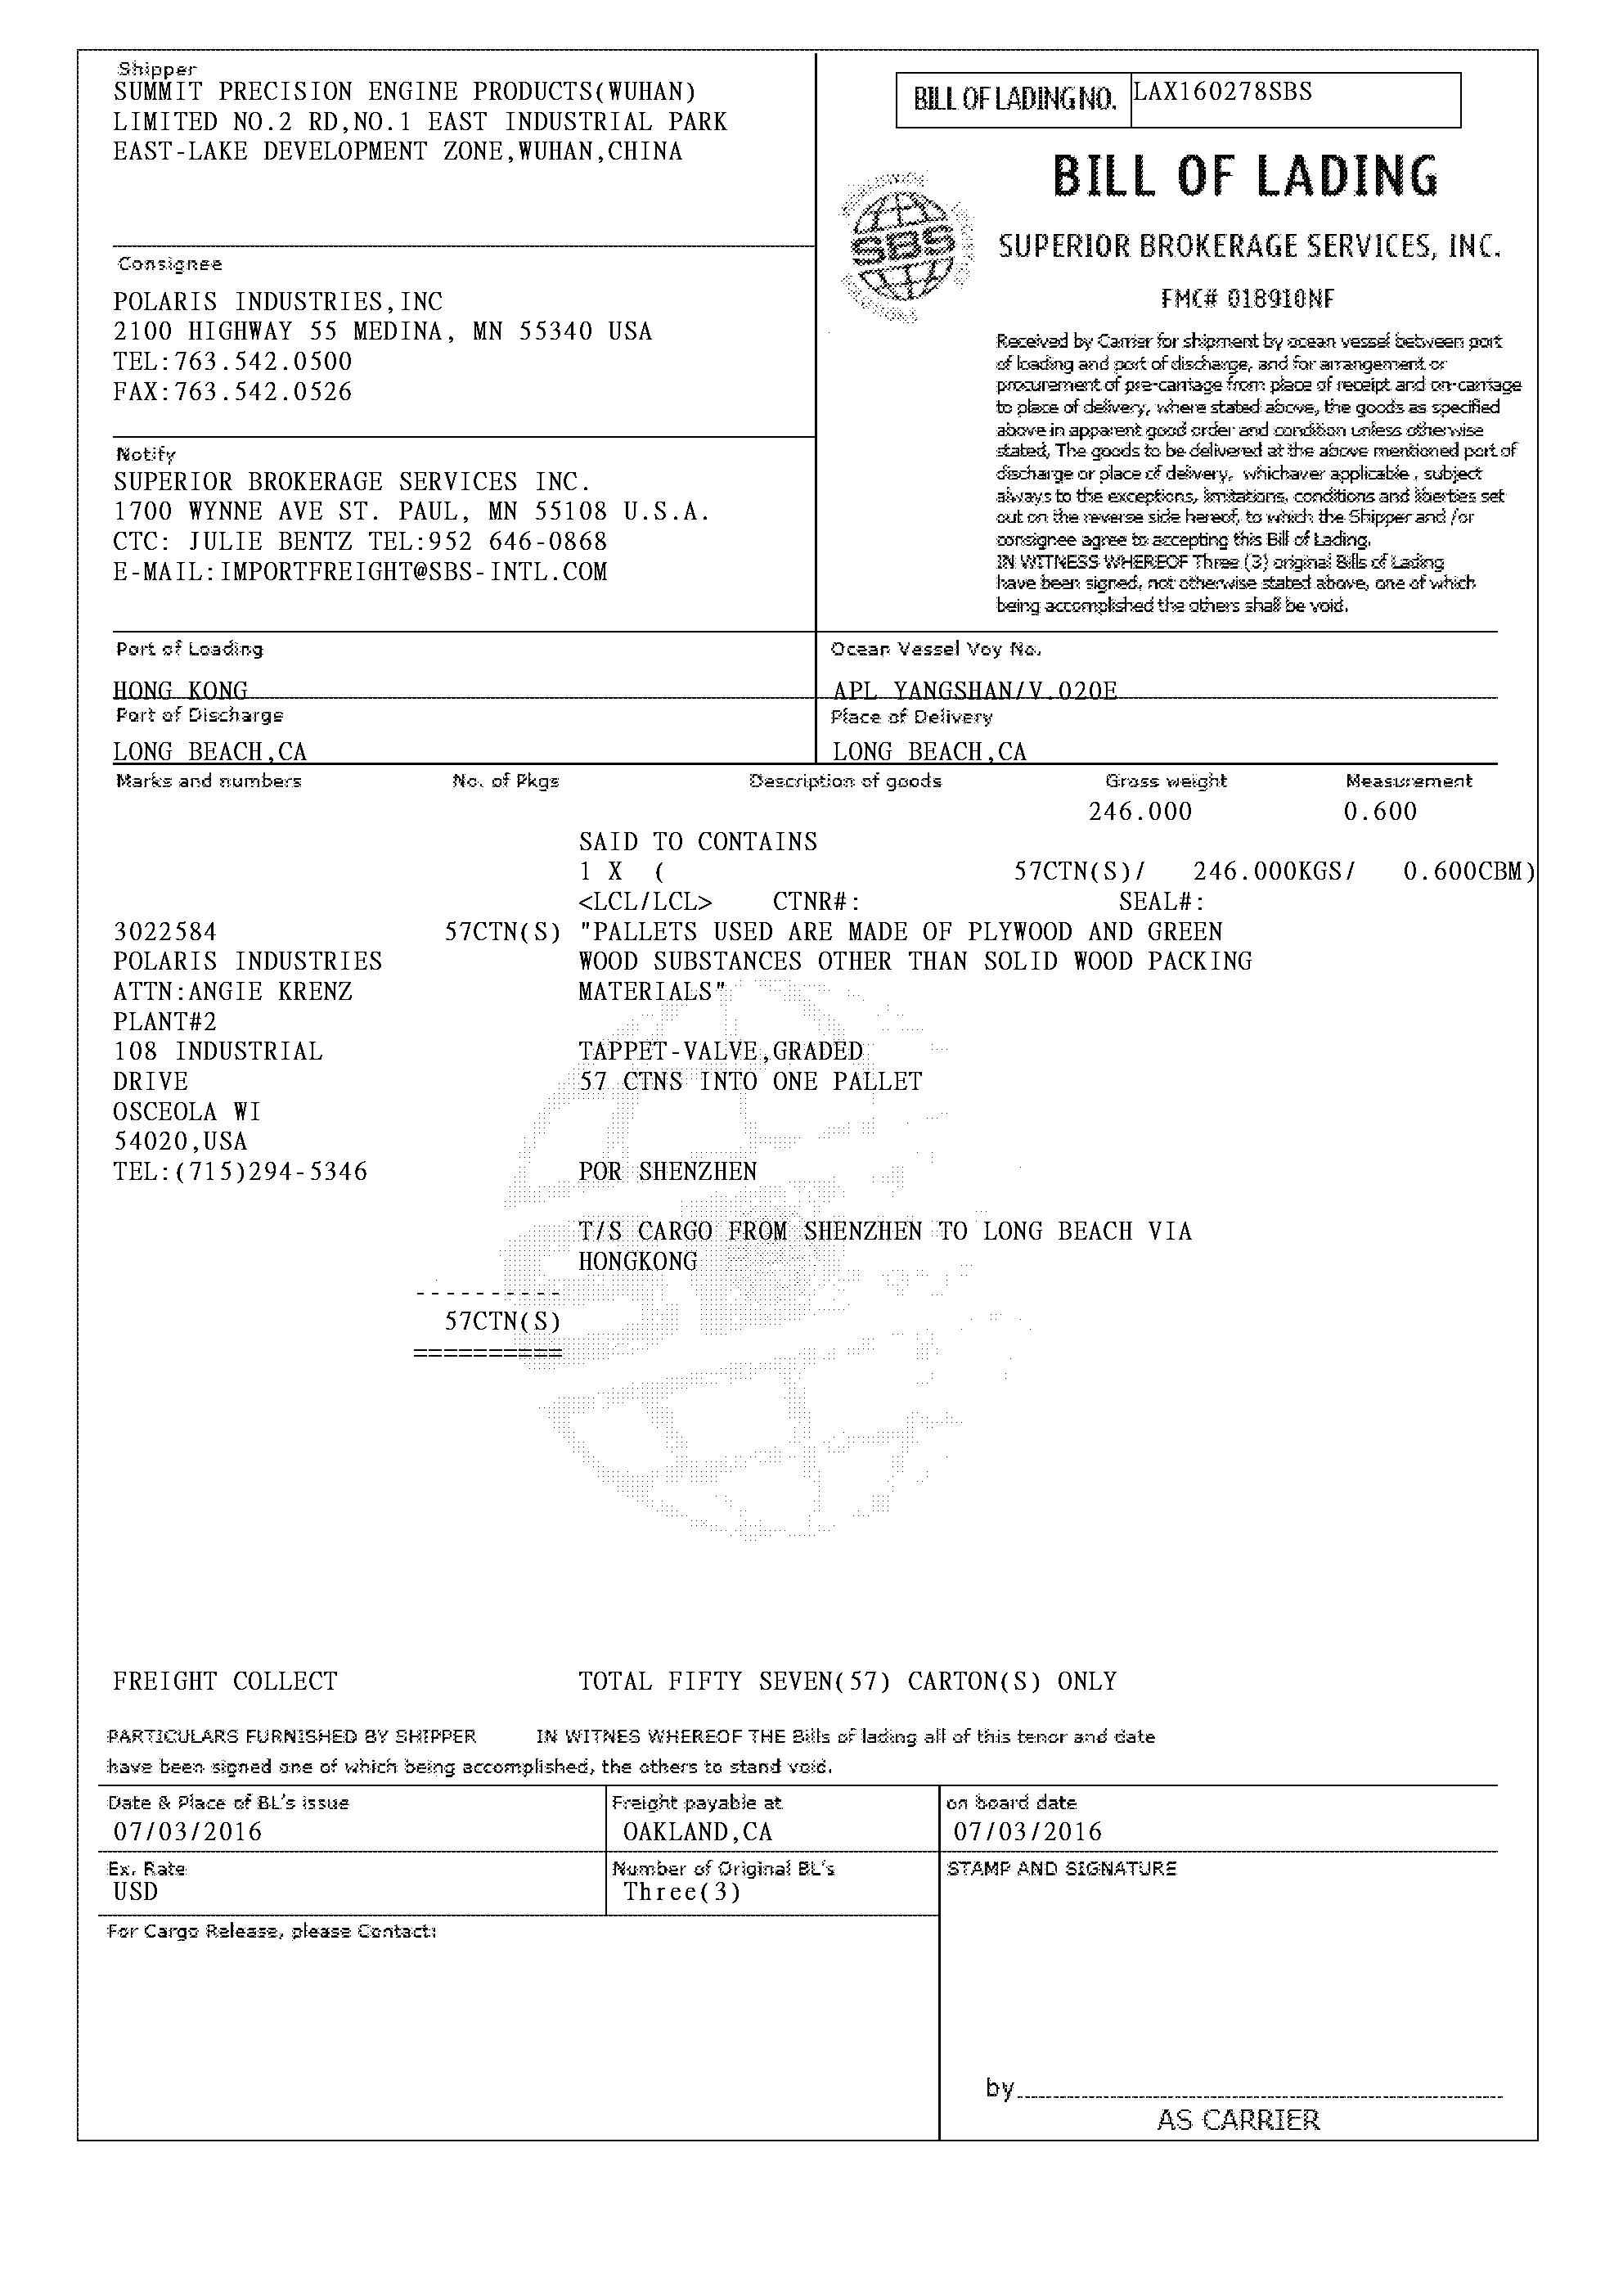 Shipper
SUMMIT PRECISION ENGINE PRODUCTS(WUHAN)
LIMITED NO.2 RD,NO.1 EAST INDUSTRIAL PARK
EAST-LAKE DEVELOPMENT ZONE,WUHAN,CHINA
BILL OF LADING NO. LAX160278SBS
BILL OF LADING
SBS
SUPERIOR BROKERAGE SERVICES, INC.
FMC# 018910NF
Received by Carrier for shipment by ocean vessel between port
of loading and port of discharge, and for arrangement or
procurement of pre-carriage from place of receipt and on-carriage
to place of delivery, where stated above, the goods as specified
above in apparent good order and condition unless otherwise
stated, The goods to be delivered at the above mentioned port of
discharge or place of delivery, whichaver applicable , subject
always to the exceptions, limitations, conditions and liberties set
out on the reverse side hereof, to which the Shipper and /or
consignee agree to accepting this Bill of Lading.
IN WITNESS WHEREOF Three (3) original Bills of Lading
have been signed, not otherwise stated above, one of which
being accomplished the others shall be void.
Consignee
POLARIS INDUSTRIES,INC
2100 HIGHWAY 55 MEDINA, MN 55340 USA
TEL:763.542.0500
FAX:763.542.0526
Notify
SUPERIOR BROKERAGE SERVICES INC.
1700 WYNNE AVE ST. PAUL, MN 55108 U.S.A.
CTC: JULIE BENTZ TEL:952 646-0868
E-MAIL:IMPORTFREIGHT@SBS-INTL.COM
Port of Loading
HONG KONG
Ocean Vessel Voy No.
APL YANGSHAN/V.020E
Port of Discharge
LONG BEACH,CA
Place of Delivery
LONG BEACH,CA
Marks and numbers No. of Pkgs Description of goods Gross weight Measurement
246.000 0.600
SAID TO CONTAINS
1 X ( 57CTN(S)/ 246.000KGS/ 0.600CBM)
<LCL/LCL> CTNR#: SEAL#:
3022584 57CTN(S) "PALLETS USED ARE MADE OF PLYWOOD AND GREEN
POLARIS INDUSTRIES WOOD SUBSTANCES OTHER THAN SOLID WOOD PACKING
ATTN:ANGIE KRENZ MATERIALS"
PLANT#2
108 INDUSTRIAL TAPPET-VALVE,GRADED
DRIVE 57 CTNS INTO ONE PALLET
OSCEOLA WI
54020,USA
TEL:(715)294-5346 POR SHENZHEN
T/S CARGO FROM SHENZHEN TO LONG BEACH VIA
HONGKONG
----------
57CTN(S)
==========
FREIGHT COLLECT TOTAL FIFTY SEVEN(57) CARTON(S) ONLY
PARTICULARS FURNISHED BY SHIPPER IN WITNES WHEREOF THE Bills of lading all of this tenor and date
have been signed one of which being accomplished, the others to stand void.
Date & Place of BL's issue
07/03/2016
Freight payable at
OAKLAND,CA
on board date
07/03/2016
Ex. Rate
USD
Number of Original BL's
Three(3)
STAMP AND SIGNATURE
For Cargo Release, please Contact:
by
AS CARRIER